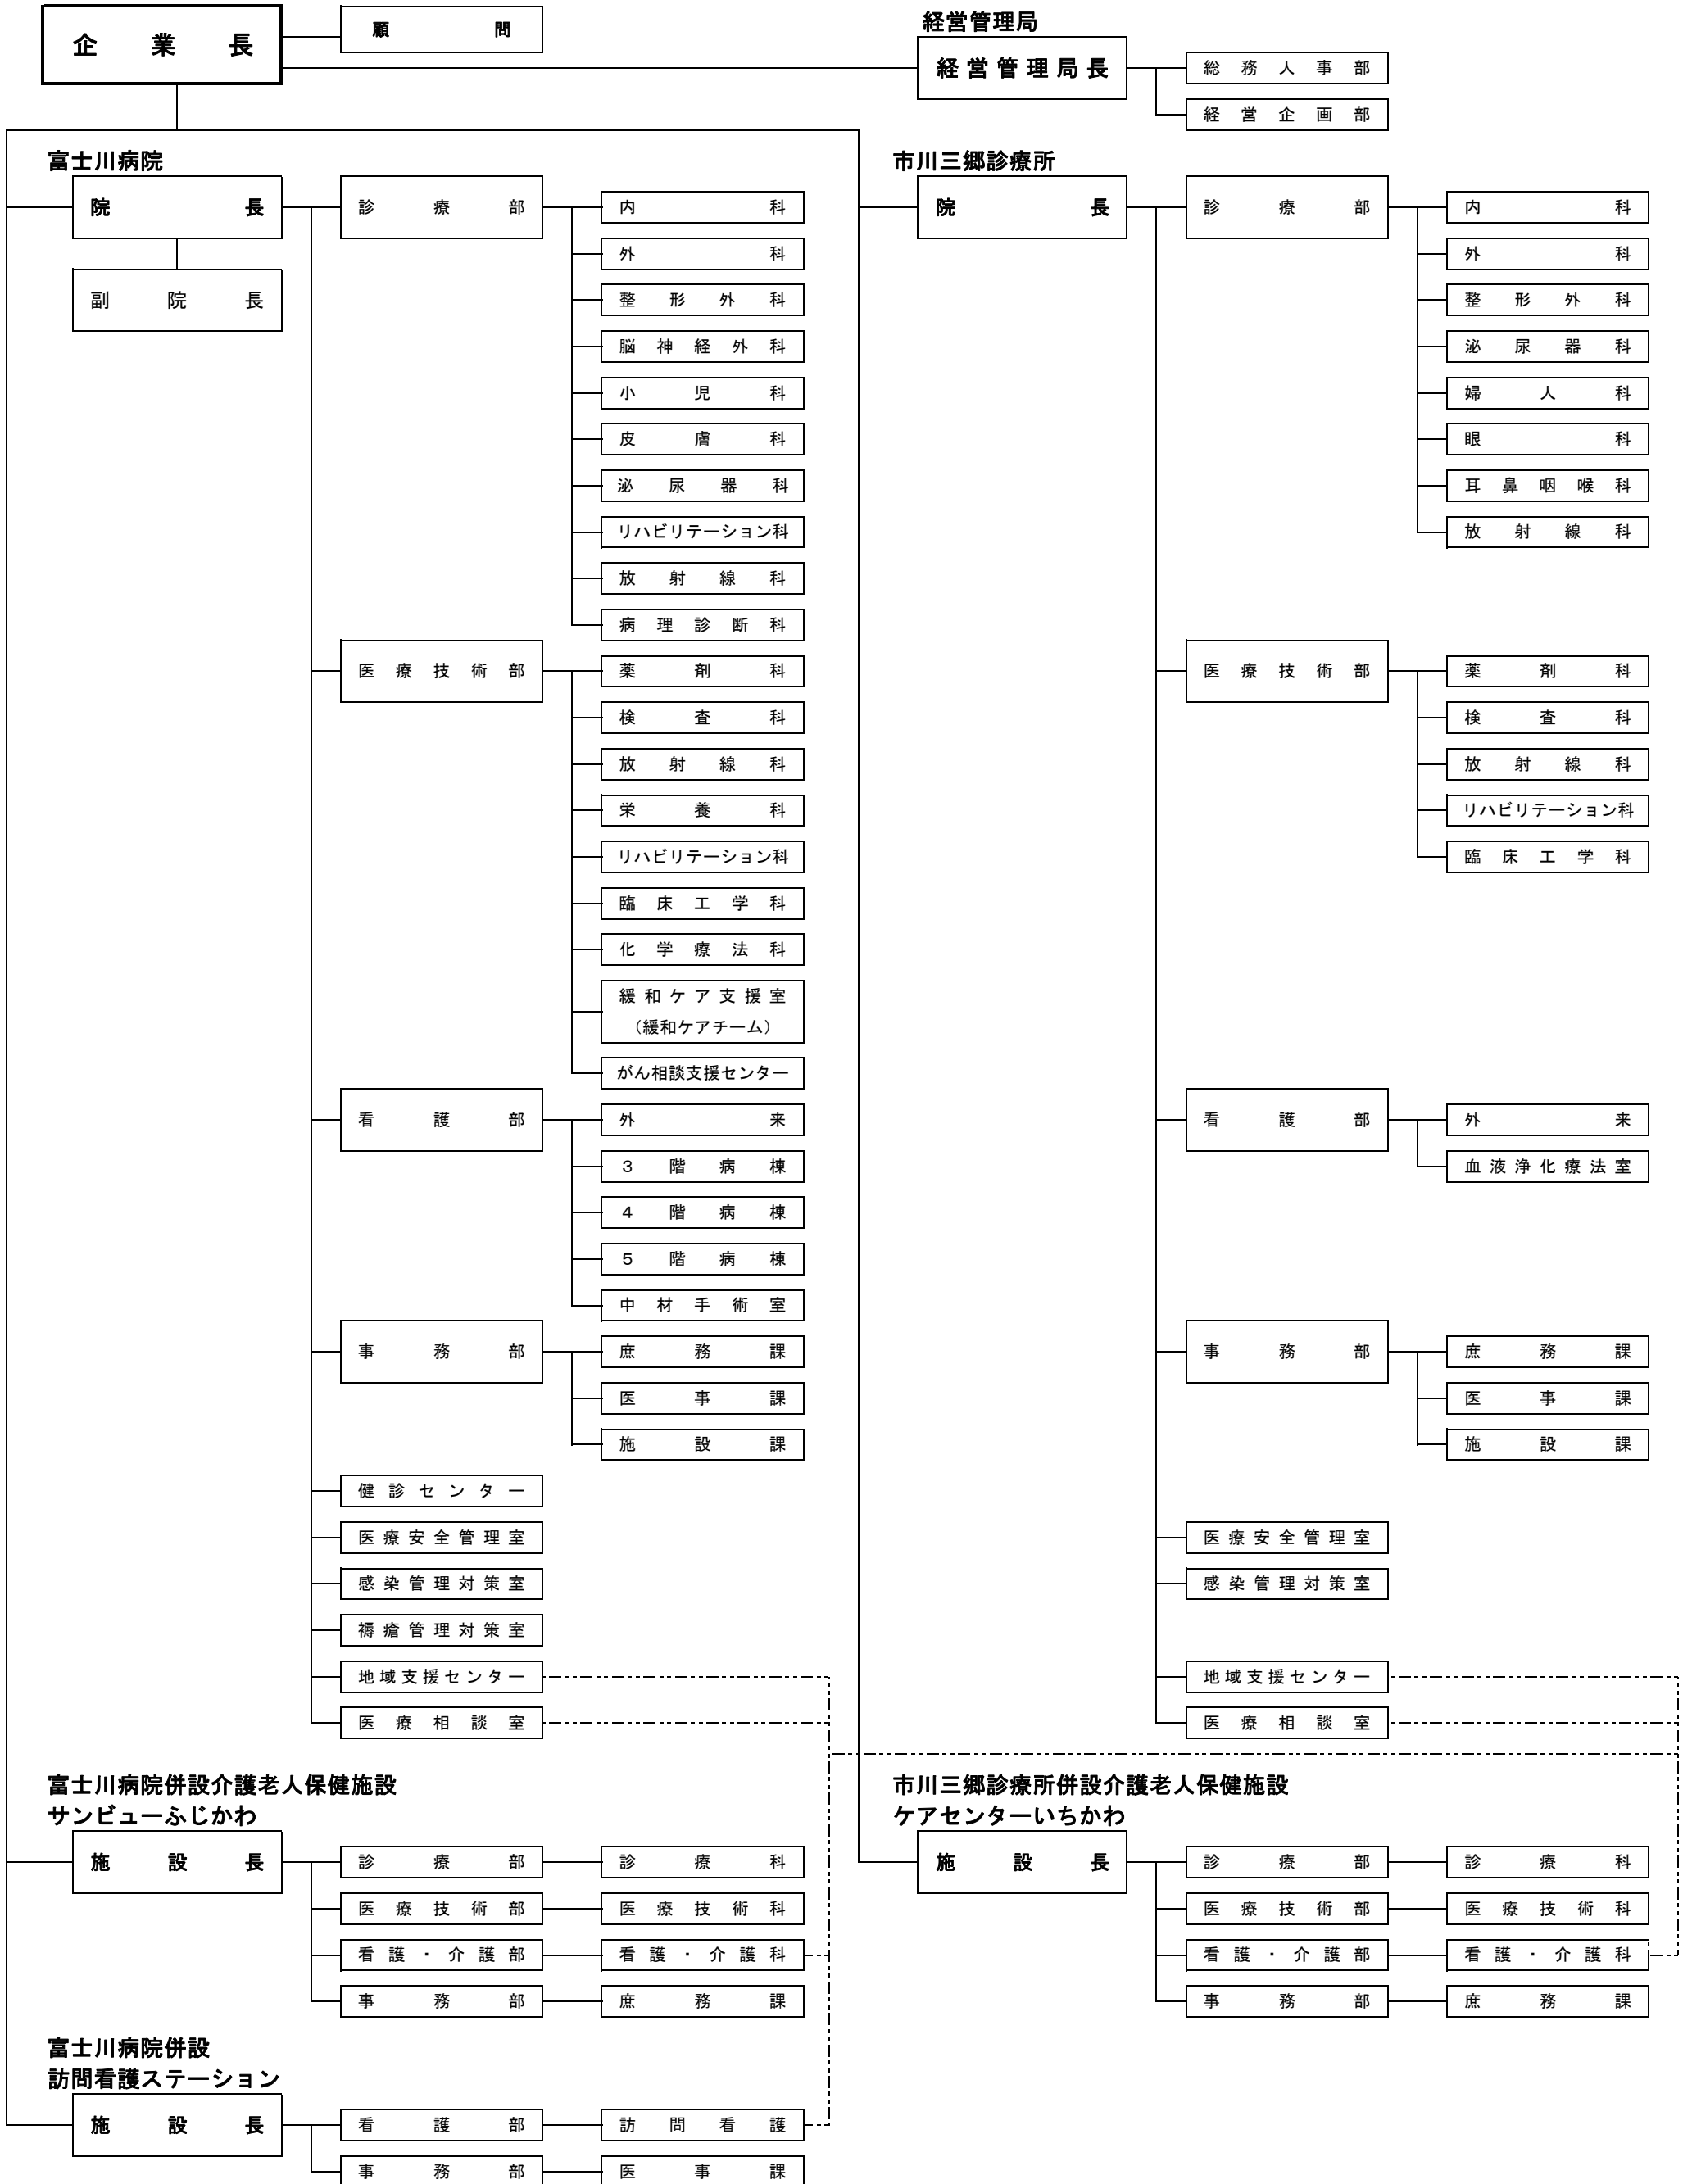 企業長
顧問
経営管理局
経営管理局長
総務人事部
経営企画部
富士川病院
院長
副院長
診療部
内科
外科
整形外科
脳神経外科
小児科
皮膚科
泌尿器科
リハビリテーション科
放射線科
病理診断科
医療技術部
薬剤科
検査科
放射線科
栄養科
リハビリテーション科
臨床工学科
化学療法科
緩和ケア支援室
（緩和ケアチーム）
がん相談支援センター
看護部
外来
３階病棟
４階病棟
５階病棟
中材手術室
事務部
庶務課
医事課
施設課
健診センター
医療安全管理室
感染管理対策室
褥瘡管理対策室
地域支援センター
医療相談室
市川三郷診療所
院長
診療部
内科
外科
整形外科
泌尿器科
婦人科
眼科
耳鼻咽喉科
放射線科
医療技術部
薬剤科
検査科
放射線科
リハビリテーション科
臨床工学科
看護部
外来
血液浄化療法室
事務部
庶務課
医事課
施設課
医療安全管理室
感染管理対策室
地域支援センター
医療相談室
富士川病院併設介護老人保健施設
サンビューふじかわ
施設長
診療部
診療科
医療技術部
医療技術科
看護・介護部
看護・介護科
事務部
庶務課
市川三郷診療所併設介護老人保健施設
ケアセンターいちかわ
施設長
診療部
診療科
医療技術部
医療技術科
看護・介護部
看護・介護科
事務部
庶務課
富士川病院併設
訪問看護ステーション
施設長
看護部
訪問看護
事務部
医事課